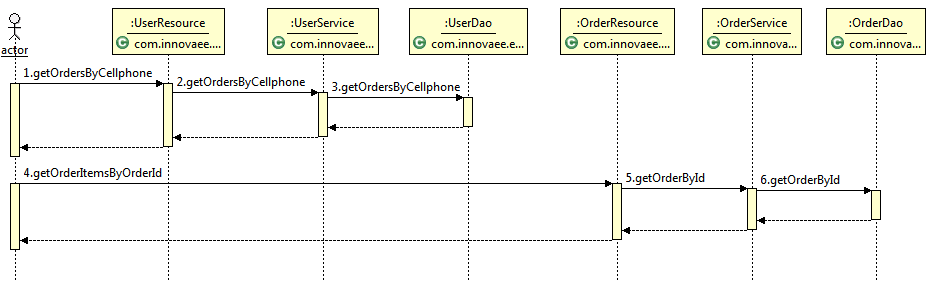 :UserResource
:UserService
:UserDao
:OrderResource
:OrderService
:OrderDao
C com.innovaee....
C com.innovaee....
C com.innovaee.e...
C com.innovaee....
C com.innova...
C com.innova...
actor
1.getOrdersByCellphone
2.getOrdersByCellphone
3.getOrdersByCellphone
4.getOrderItemsByOrderId
5.getOrderById
6.getOrderById